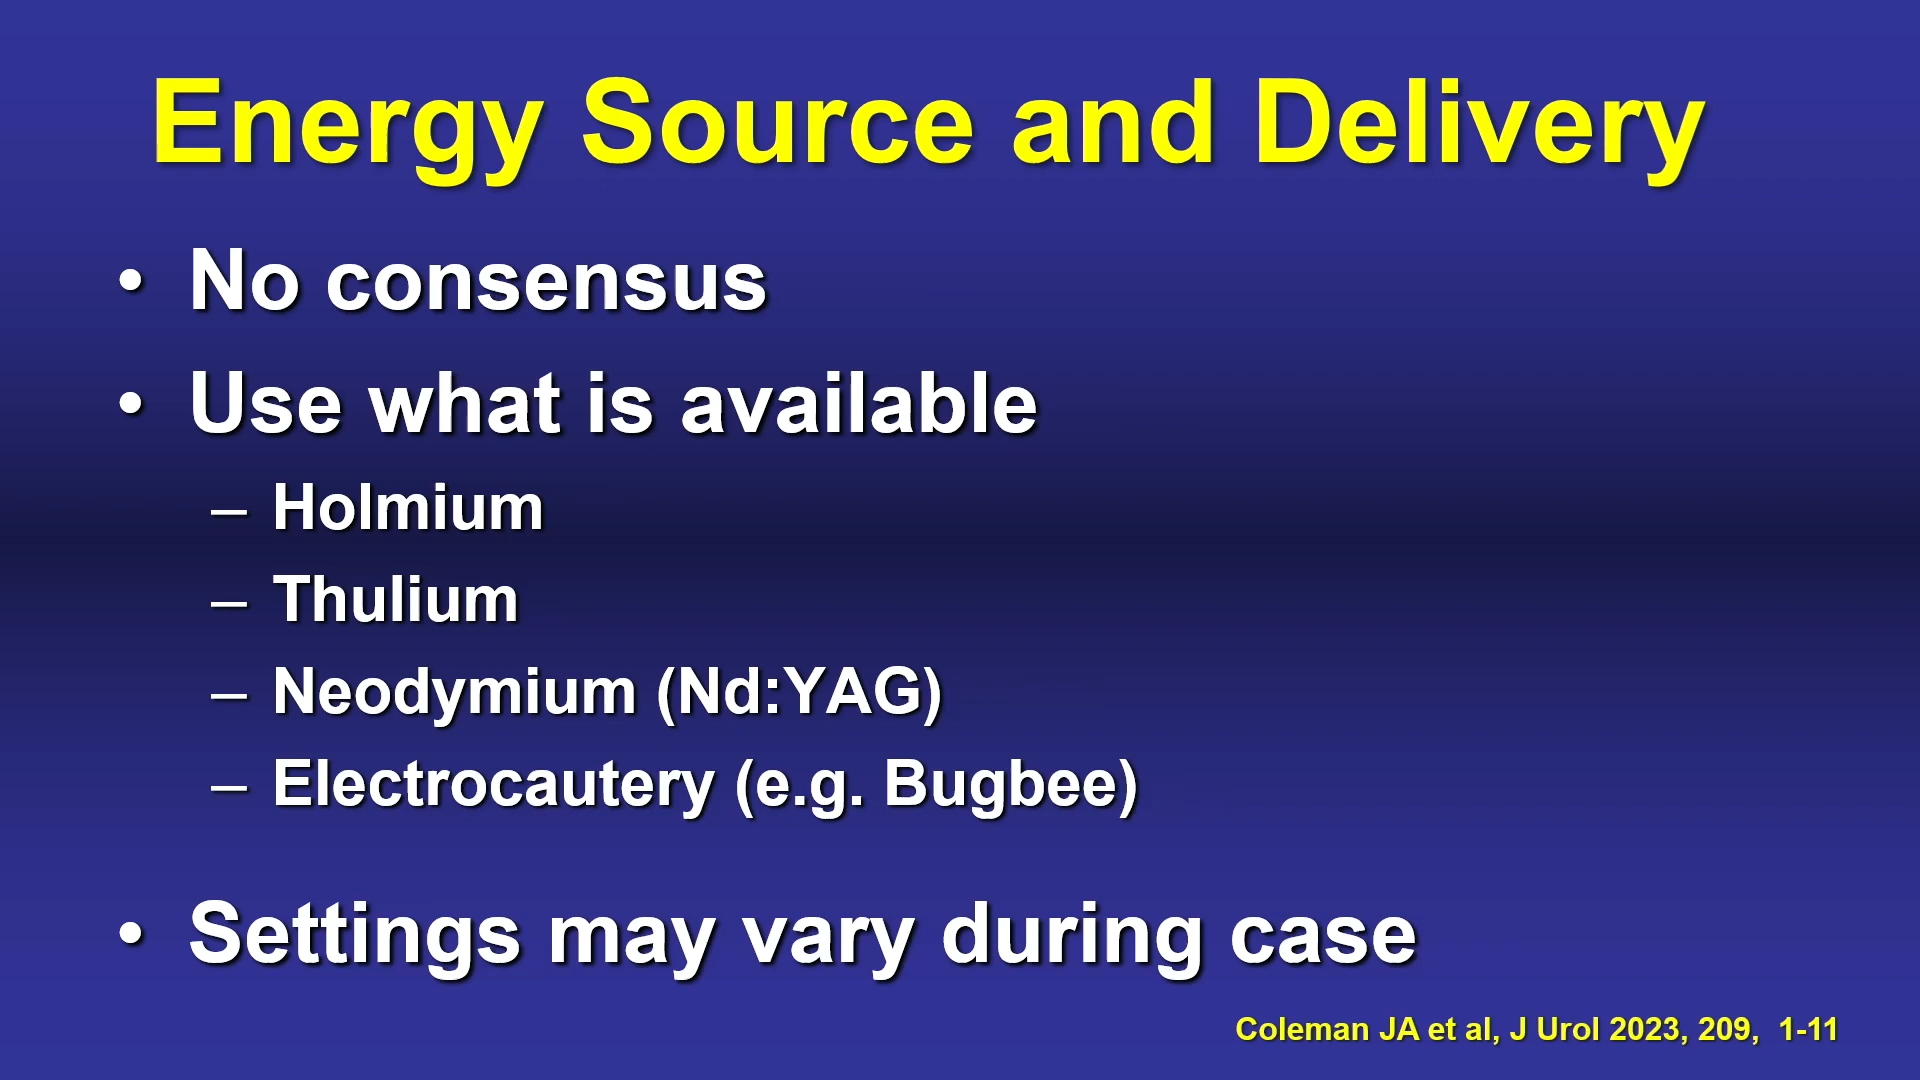 Energy Source and Delivery
• No consensus
• Use what is available
– Holmium
– Thulium
– Neodymium (Nd:YAG)
– Electrocautery (e.g. Bugbee)
• Settings may vary during case
Coleman JA et al, J Urol 2023, 209, 1-11